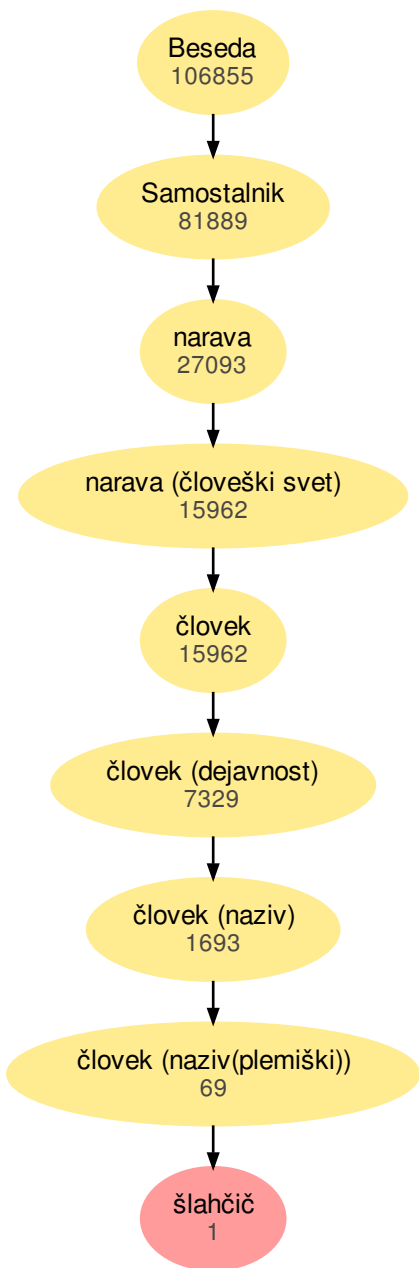 Beseda
106855
Samostalnik
81889
narava
27093
narava (človeški svet)
15962
človek
15962
človek (dejavnost)
7329
človek (naziv)
1693
človek (naziv(plemiški))
69
šlahčič
1